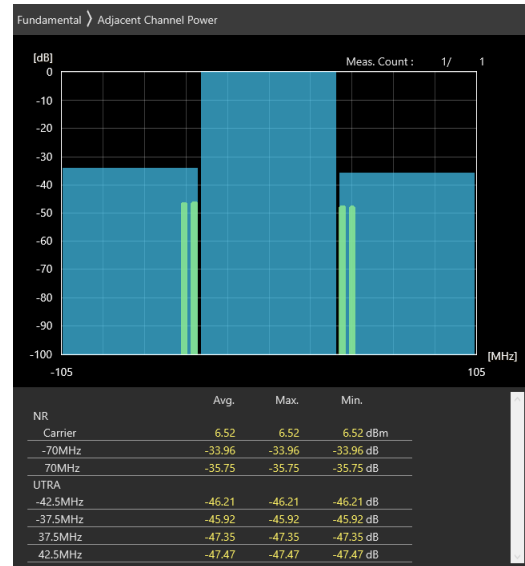 Fundamental 〉 Adjacent Channel Power
[dB]
Meas. Count : 1/ 1
0
-10
-20
-30
-40
-50
-60
-70
-80
-90
-100
[MHz]
-105 105
Avg. Max. Min.
NR
Carrier 6.52 6.52 6.52 dBm
-70MHz -33.96 -33.96 -33.96 dB
70MHz -35.75 -35.75 -35.75 dB
UTRA
-42.5MHz -46.21 -46.21 -46.21 dB
-37.5MHz -45.92 -45.92 -45.92 dB
37.5MHz -47.35 -47.35 -47.35 dB
42.5MHz -47.47 -47.47 -47.47 dB